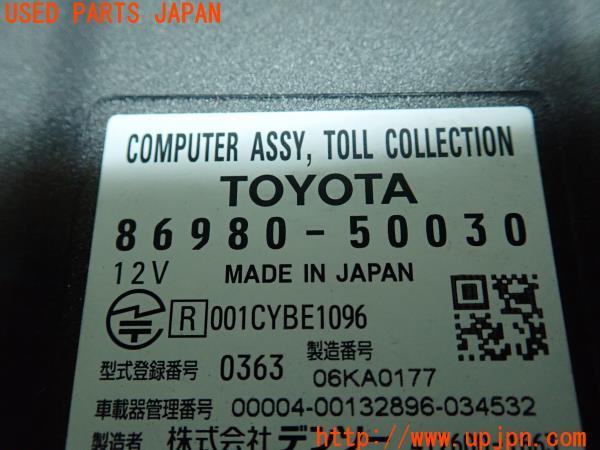 USED PARTS JAPAN
COMPUTER ASSY, TOLL COLLECTION
TOYOTA
86980-50030
12V MADE IN JAPAN
R 001CYBE1096
型式登録番号 0363 製造番号 06KA0177
車載器管理番号 00004-00132896-034532
製造者 株式会社デンソー
www.upjpn.com